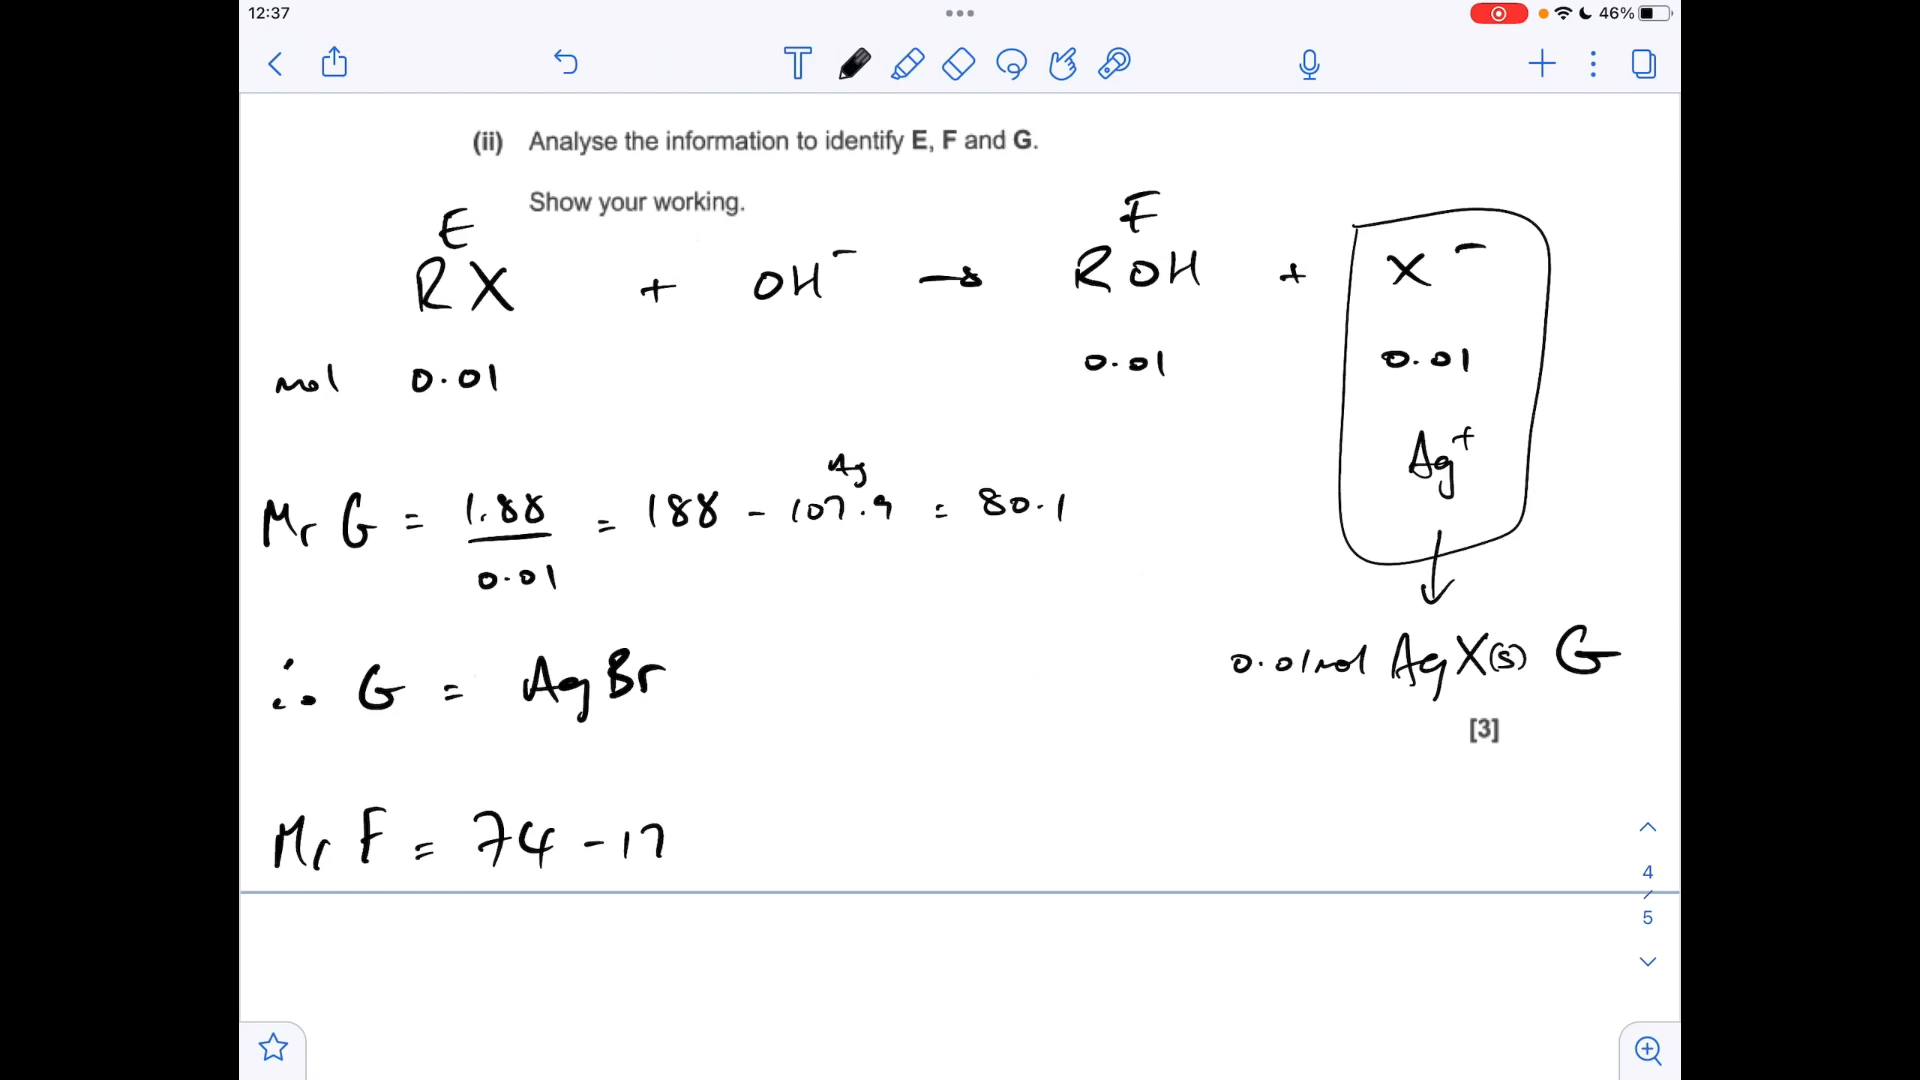 12:37
46%
(ii) Analyse the information to identify E, F and G.
Show your working.
E F
RX + OH⁻ → ROH + X⁻
mol 0.01 0.01 0.01
Ag⁺
Ag
Mr G = 1.88 / 0.01 = 188 - 107.9 = 80.1
∴ G = AgBr
0.01mol AgX(s) G
[3]
Mr F = 74 - 17
4
/
5